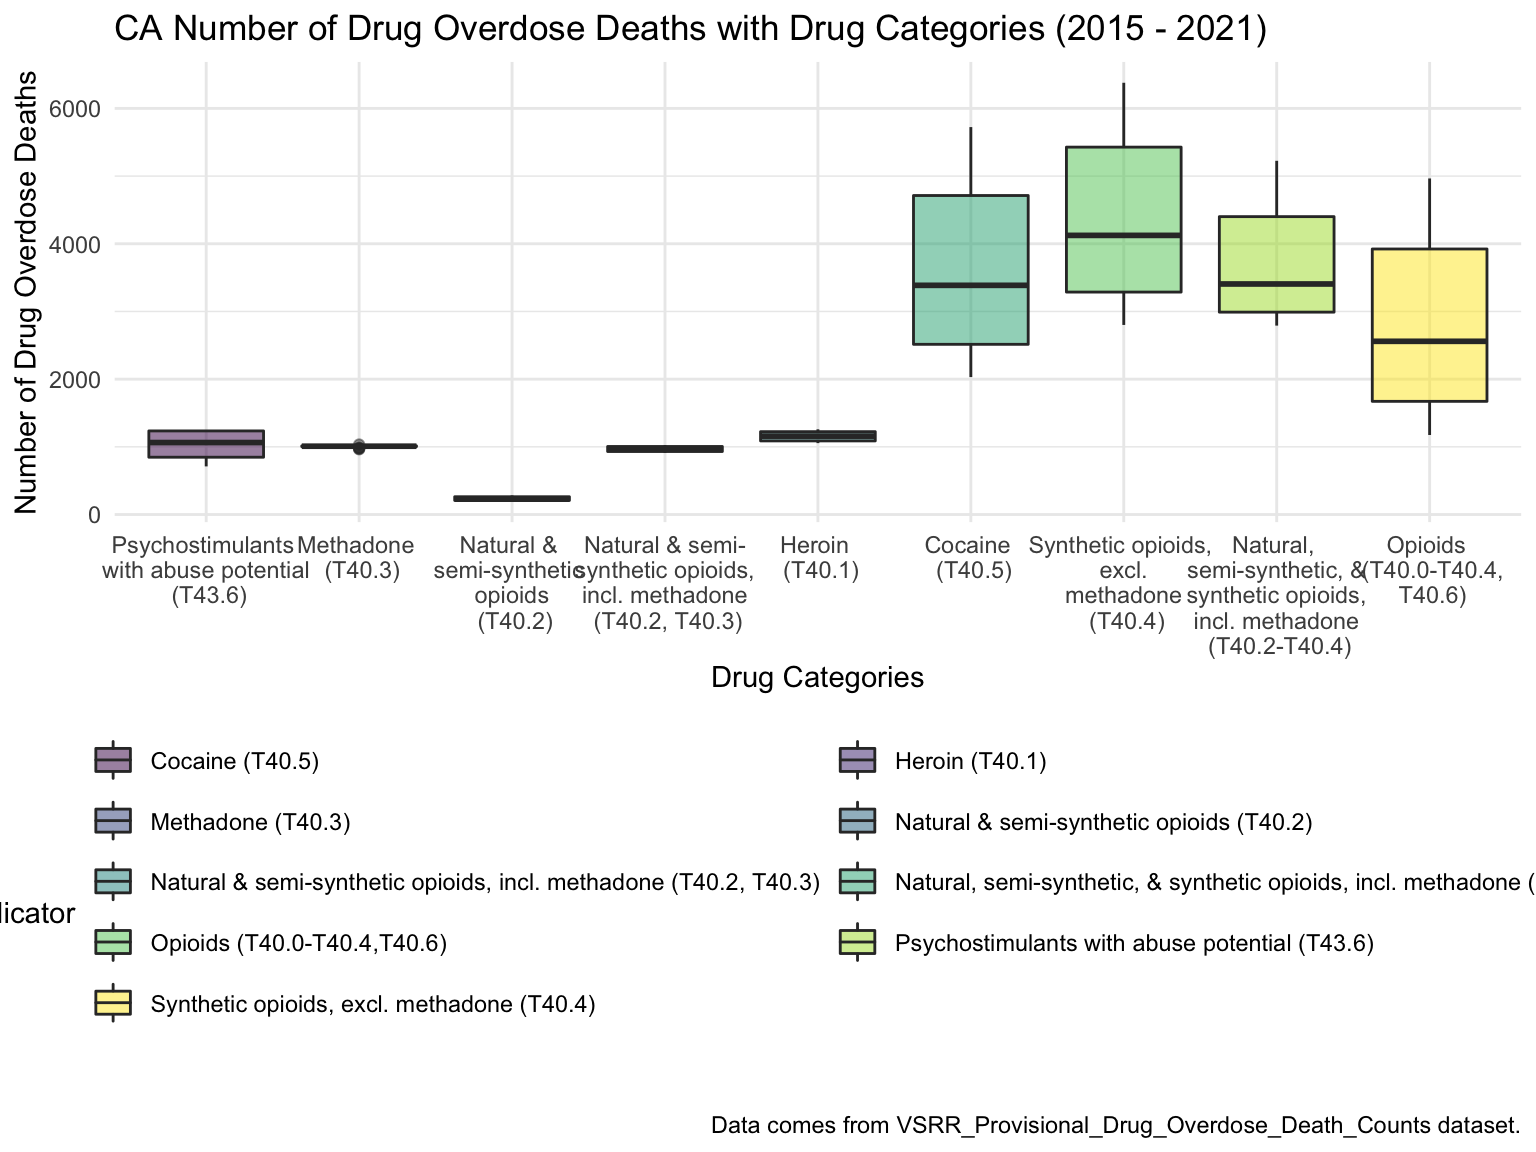 CA Number of Drug Overdose Deaths with Drug Categories (2015 - 2021)
Number of Drug Overdose Deaths
6000
4000
2000
0
Psychostimulants
with abuse potential
(T43.6)
Methadone
(T40.3)
Natural &
semi-synthetic
opioids
(T40.2)
Natural & semi-
synthetic opioids,
incl. methadone
(T40.2, T40.3)
Heroin
(T40.1)
Cocaine
(T40.5)
Synthetic opioids,
excl.
methadone
(T40.4)
Natural,
semi-synthetic, &
synthetic opioids,
incl. methadone
(T40.2-T40.4)
Opioids
(T40.0-T40.4,
T40.6)
Drug Categories
licator
Cocaine (T40.5)
Heroin (T40.1)
Methadone (T40.3)
Natural & semi-synthetic opioids (T40.2)
Natural & semi-synthetic opioids, incl. methadone (T40.2, T40.3)
Natural, semi-synthetic, & synthetic opioids, incl. methadone (
Opioids (T40.0-T40.4,T40.6)
Psychostimulants with abuse potential (T43.6)
Synthetic opioids, excl. methadone (T40.4)
Data comes from VSRR_Provisional_Drug_Overdose_Death_Counts dataset.